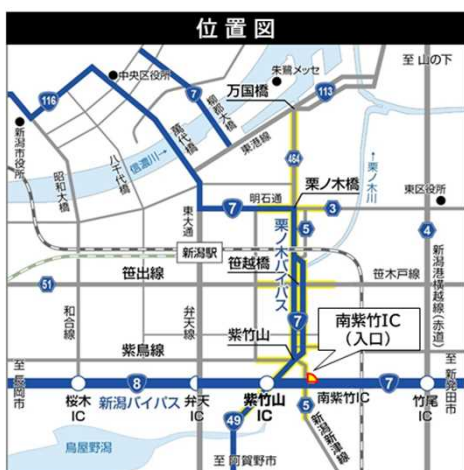 位置図
至 山の下
朱鷺メッセ
中央区役所
万国橋
113
116
7
柳都大橋
萬代橋
東港線
新潟市役所
信濃川→
八千代橋
昭和大橋
464
←栗ノ木川
栗ノ木橋
東区役所
明石通
7
3
東大通
5
4
新潟駅
栗ノ木バイパス
笹越橋
笹出線
51
笹木戸線
新潟港横越線(赤道)
7
和合線
弁天線
南紫竹IC
(入口)
紫竹山
紫鳥線
至 長岡市
8
7
至 新発田市
桜木IC
新潟バイパス
弁天IC
紫竹山IC
南紫竹IC
竹尾IC
49
5
新潟新津線
鳥屋野潟
至 阿賀野市